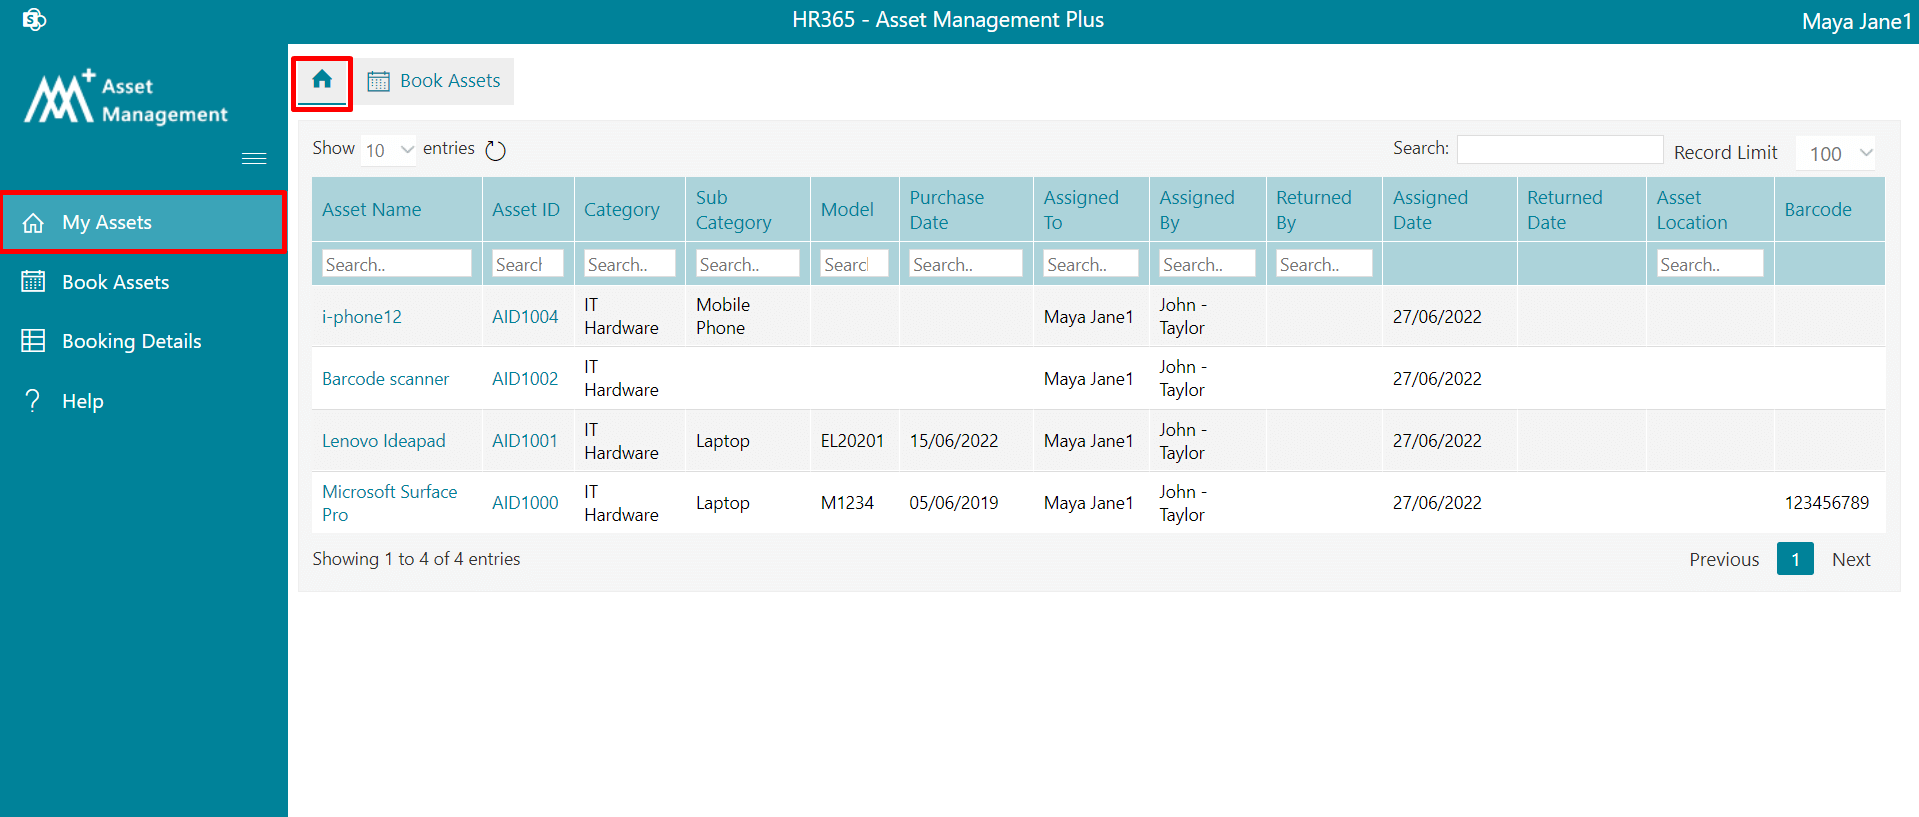 HR365 - Asset Management Plus
Maya Jane1
Asset
Management
My Assets
Book Assets
Booking Details
? Help
Book Assets
Show 10 entries
Search:
Record Limit 100
Asset Name
Asset ID
Category
Sub
Category
Model
Purchase
Date
Assigned
To
Assigned
By
Returned
By
Assigned
Date
Returned
Date
Asset
Location
Barcode
Search.. Search Search.. Search.. Search Search.. Search.. Search.. Search.. Search..
i-phone12
AID1004
IT
Hardware
Mobile
Phone
Maya Jane1
John -
Taylor
27/06/2022
Barcode scanner
AID1002
IT
Hardware
Maya Jane1
John -
Taylor
27/06/2022
Lenovo Ideapad
AID1001
IT
Hardware
Laptop
EL20201
15/06/2022
Maya Jane1
John -
Taylor
27/06/2022
Microsoft Surface
Pro
AID1000
IT
Hardware
Laptop
M1234
05/06/2019
Maya Jane1
John -
Taylor
27/06/2022
123456789
Showing 1 to 4 of 4 entries
Previous 1 Next